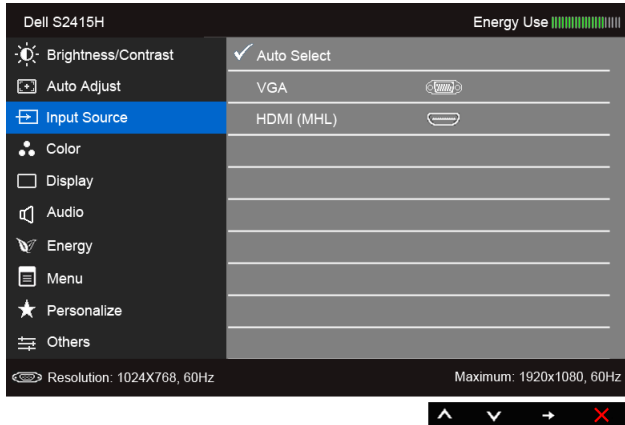 Dell S2415H
Energy Use
Brightness/Contrast
Auto Select
Auto Adjust
VGA
Input Source
HDMI (MHL)
Color
Display
Audio
Energy
Menu
Personalize
Others
Resolution: 1024X768, 60Hz
Maximum: 1920x1080, 60Hz